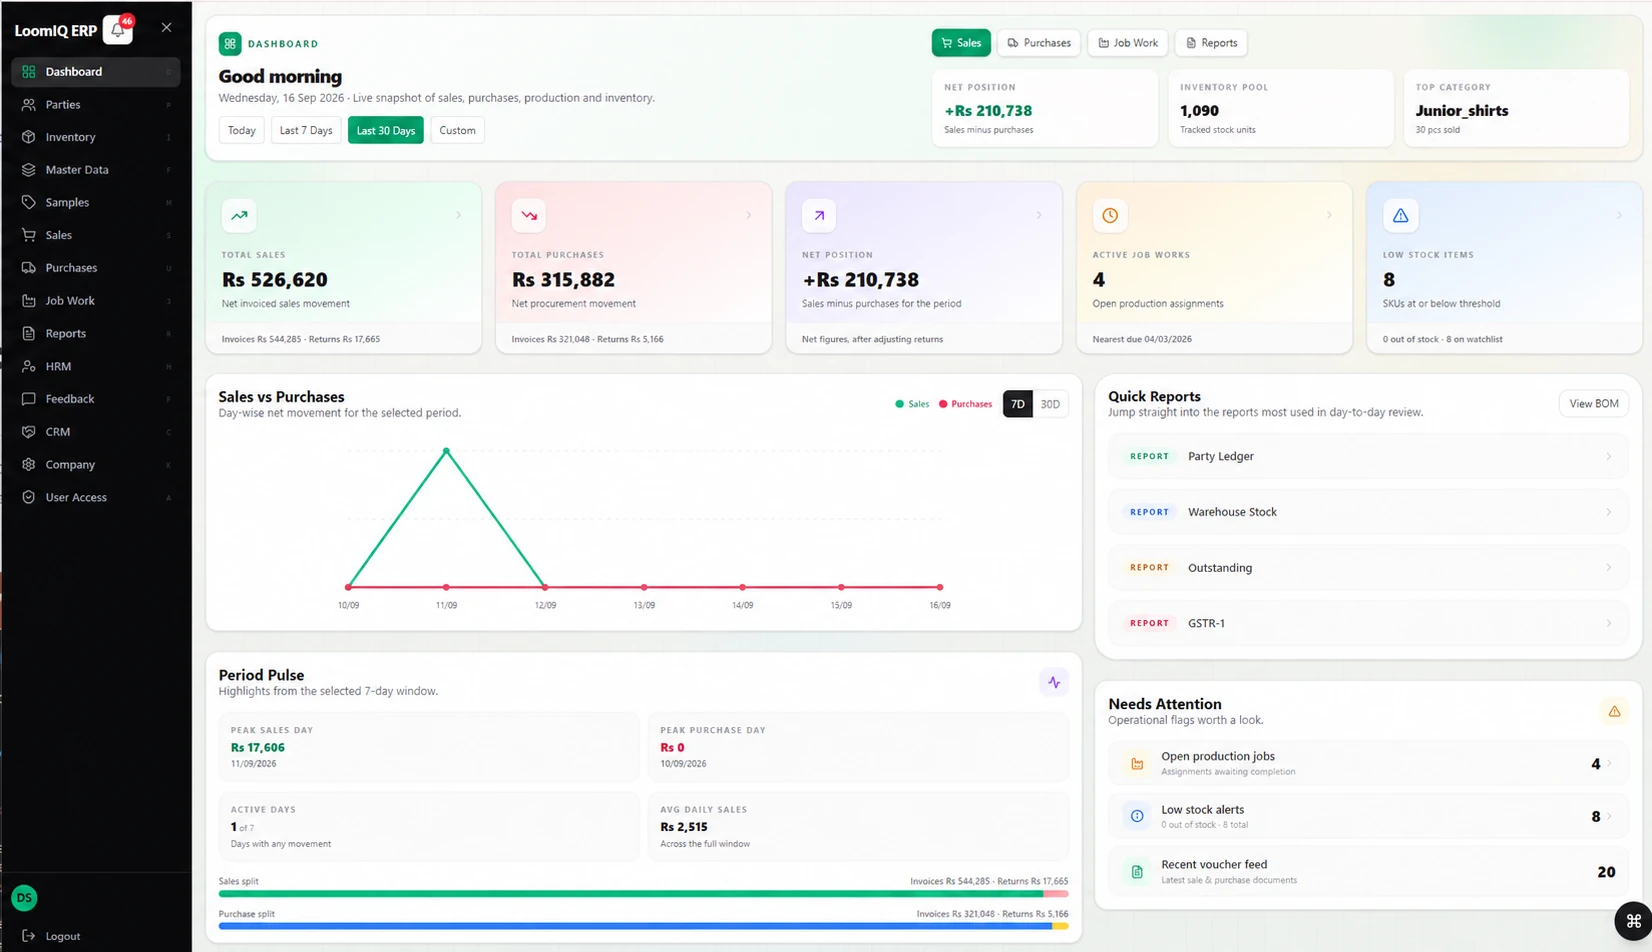 LoomIQ ERP
46
Dashboard
Parties
P
Inventory
I
Master Data
F
Samples
M
Sales
S
Purchases
U
Job Work
J
Reports
R
HRM
H
Feedback
F
CRM
C
Company
K
User Access
A
DS
Logout
DASHBOARD
Good morning
Wednesday, 16 Sep 2026 · Live snapshot of sales, purchases, production and inventory.
Today
Last 7 Days
Last 30 Days
Custom
Sales
Purchases
Job Work
Reports
NET POSITION
+Rs 210,738
Sales minus purchases
INVENTORY POOL
1,090
Tracked stock units
TOP CATEGORY
Junior_shirts
30 pcs sold
TOTAL SALES
Rs 526,620
Net invoiced sales movement
Invoices Rs 544,285 · Returns Rs 17,665
TOTAL PURCHASES
Rs 315,882
Net procurement movement
Invoices Rs 321,048 · Returns Rs 5,166
NET POSITION
+Rs 210,738
Sales minus purchases for the period
Net figures, after adjusting returns
ACTIVE JOB WORKS
4
Open production assignments
Nearest due 04/03/2026
LOW STOCK ITEMS
8
SKUs at or below threshold
0 out of stock · 8 on watchlist
Sales vs Purchases
Day-wise net movement for the selected period.
Sales
Purchases
7D
30D
10/09
11/09
12/09
13/09
14/09
15/09
16/09
Quick Reports
Jump straight into the reports most used in day-to-day review.
View BOM
REPORT Party Ledger
REPORT Warehouse Stock
REPORT Outstanding
REPORT GSTR-1
Period Pulse
Highlights from the selected 7-day window.
PEAK SALES DAY
Rs 17,606
11/09/2026
PEAK PURCHASE DAY
Rs 0
10/09/2026
ACTIVE DAYS
1 of 7
Days with any movement
AVG DAILY SALES
Rs 2,515
Across the full window
Sales split
Invoices Rs 544,285 · Returns Rs 17,665
Purchase split
Invoices Rs 321,048 · Returns Rs 5,166
Needs Attention
Operational flags worth a look.
Open production jobs
Assignments awaiting completion
4
Low stock alerts
0 out of stock · 8 total
8
Recent voucher feed
Latest sale & purchase documents
20